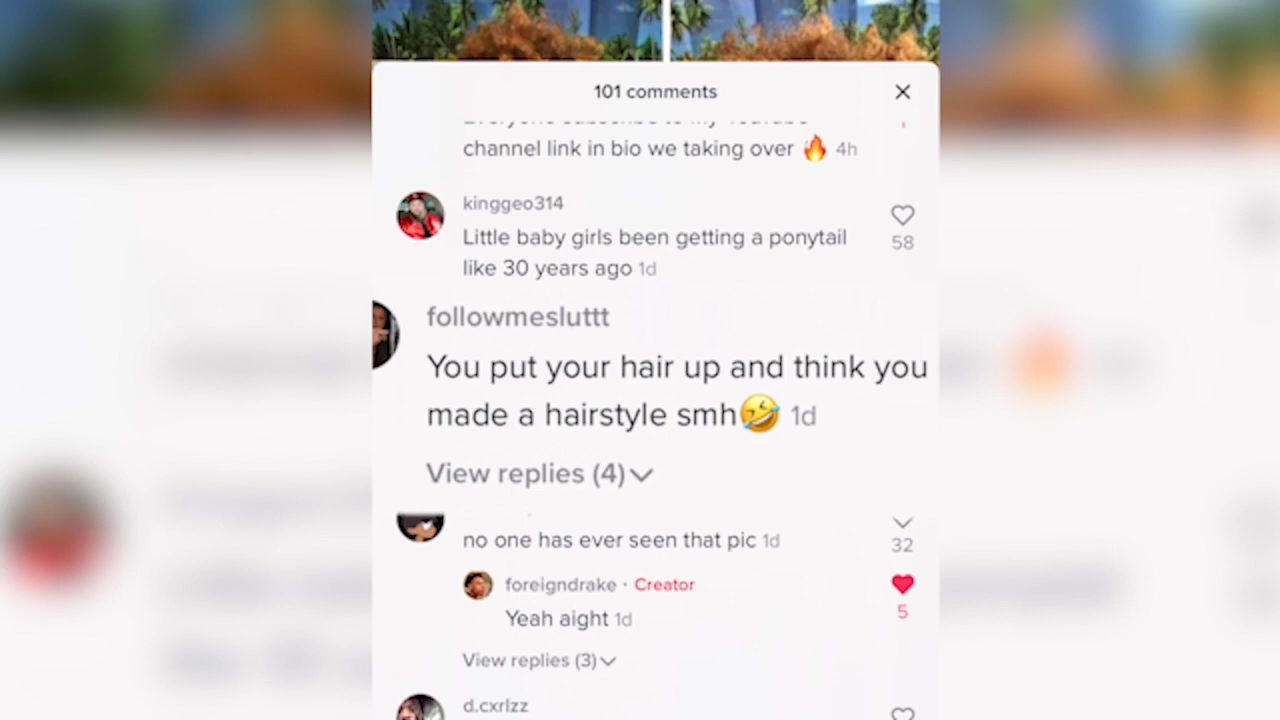 101 comments
channel link in bio we taking over 🔥 4h
kinggeo314
Little baby girls been getting a ponytail
like 30 years ago 1d
58
followmesluttt
You put your hair up and think you
made a hairstyle smh🤣 1d
View replies (4)
no one has ever seen that pic 1d
32
foreigndrake · Creator
Yeah aight 1d
5
View replies (3)
d.cxrlzz